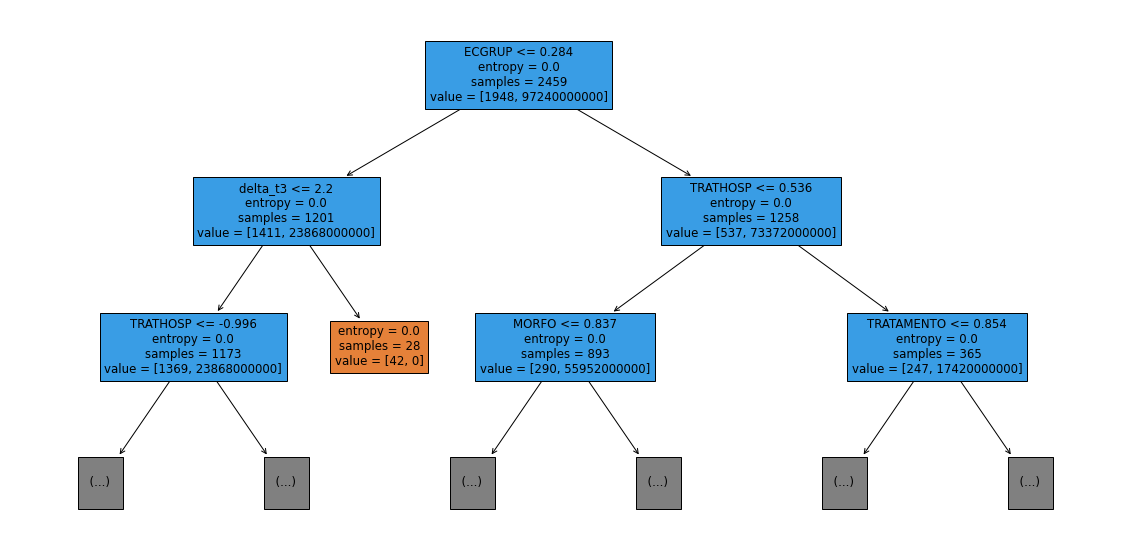 ECGRUP <= 0.284
entropy = 0.0
samples = 2459
value = [1948, 97240000000]
delta_t3 <= 2.2
entropy = 0.0
samples = 1201
value = [1411, 23868000000]
TRATHOSP <= 0.536
entropy = 0.0
samples = 1258
value = [537, 73372000000]
TRATHOSP <= -0.996
entropy = 0.0
samples = 1173
value = [1369, 23868000000]
entropy = 0.0
samples = 28
value = [42, 0]
MORFO <= 0.837
entropy = 0.0
samples = 893
value = [290, 55952000000]
TRATAMENTO <= 0.854
entropy = 0.0
samples = 365
value = [247, 17420000000]
(...)
(...)
(...)
(...)
(...)
(...)